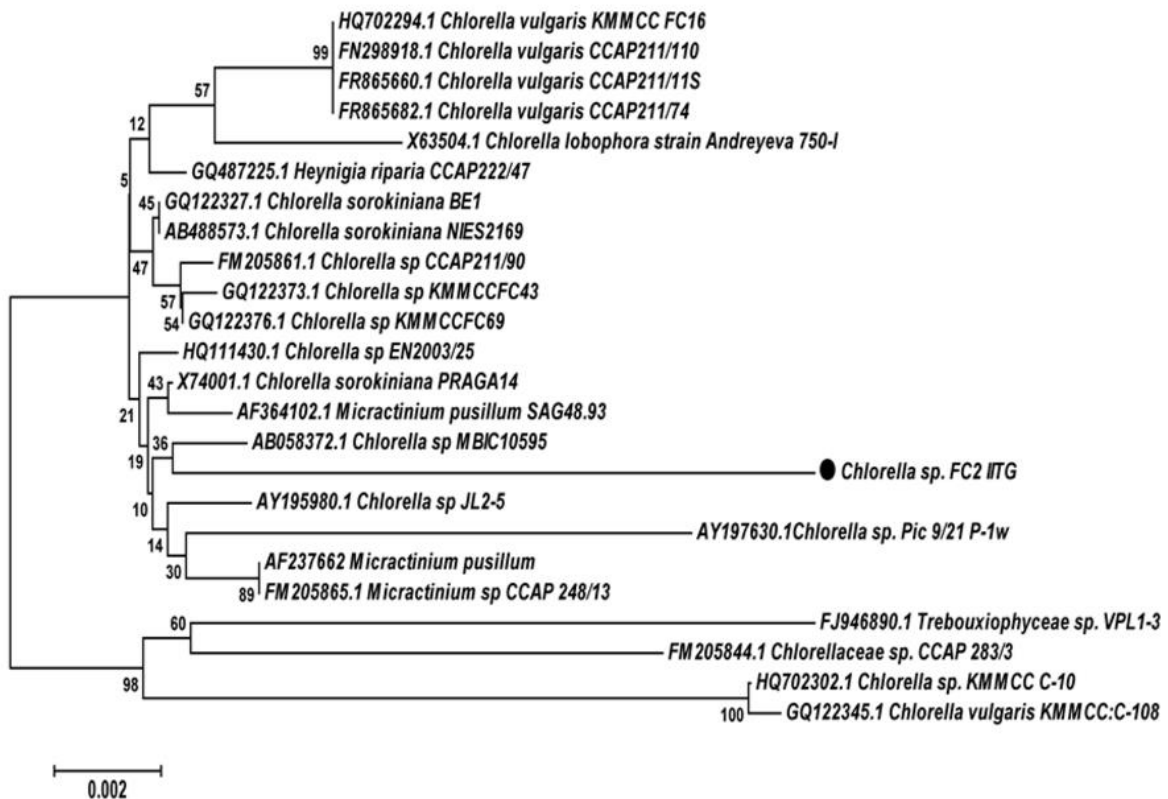 HQ702294.1 Chlorella vulgaris KMMCC FC16
99
FN298918.1 Chlorella vulgaris CCAP211/110
FR865660.1 Chlorella vulgaris CCAP211/11S
57
FR865682.1 Chlorella vulgaris CCAP211/74
12
X63504.1 Chlorella lobophora strain Andreyeva 750-I
GQ487225.1 Heynigia riparia CCAP222/47
5
45
GQ122327.1 Chlorella sorokiniana BE1
AB488573.1 Chlorella sorokiniana NIES2169
47
FM205861.1 Chlorella sp CCAP211/90
GQ122373.1 Chlorella sp KMMCCFC43
57
54
GQ122376.1 Chlorella sp KMMCCFC69
HQ111430.1 Chlorella sp EN2003/25
43
X74001.1 Chlorella sorokiniana PRAGA14
21
AF364102.1 Micractinium pusillum SAG48.93
36
AB058372.1 Chlorella sp MBIC10595
19
Chlorella sp. FC2 IITG
10
AY195980.1 Chlorella sp JL2-5
14
AY197630.1Chlorella sp. Pic 9/21 P-1w
30
AF237662 Micractinium pusillum
89
FM205865.1 Micractinium sp CCAP 248/13
60
FJ946890.1 Trebouxiophyceae sp. VPL1-3
FM205844.1 Chlorellaceae sp. CCAP 283/3
98
HQ702302.1 Chlorella sp. KMMCC C-10
100
GQ122345.1 Chlorella vulgaris KMMCC:C-108
0.002